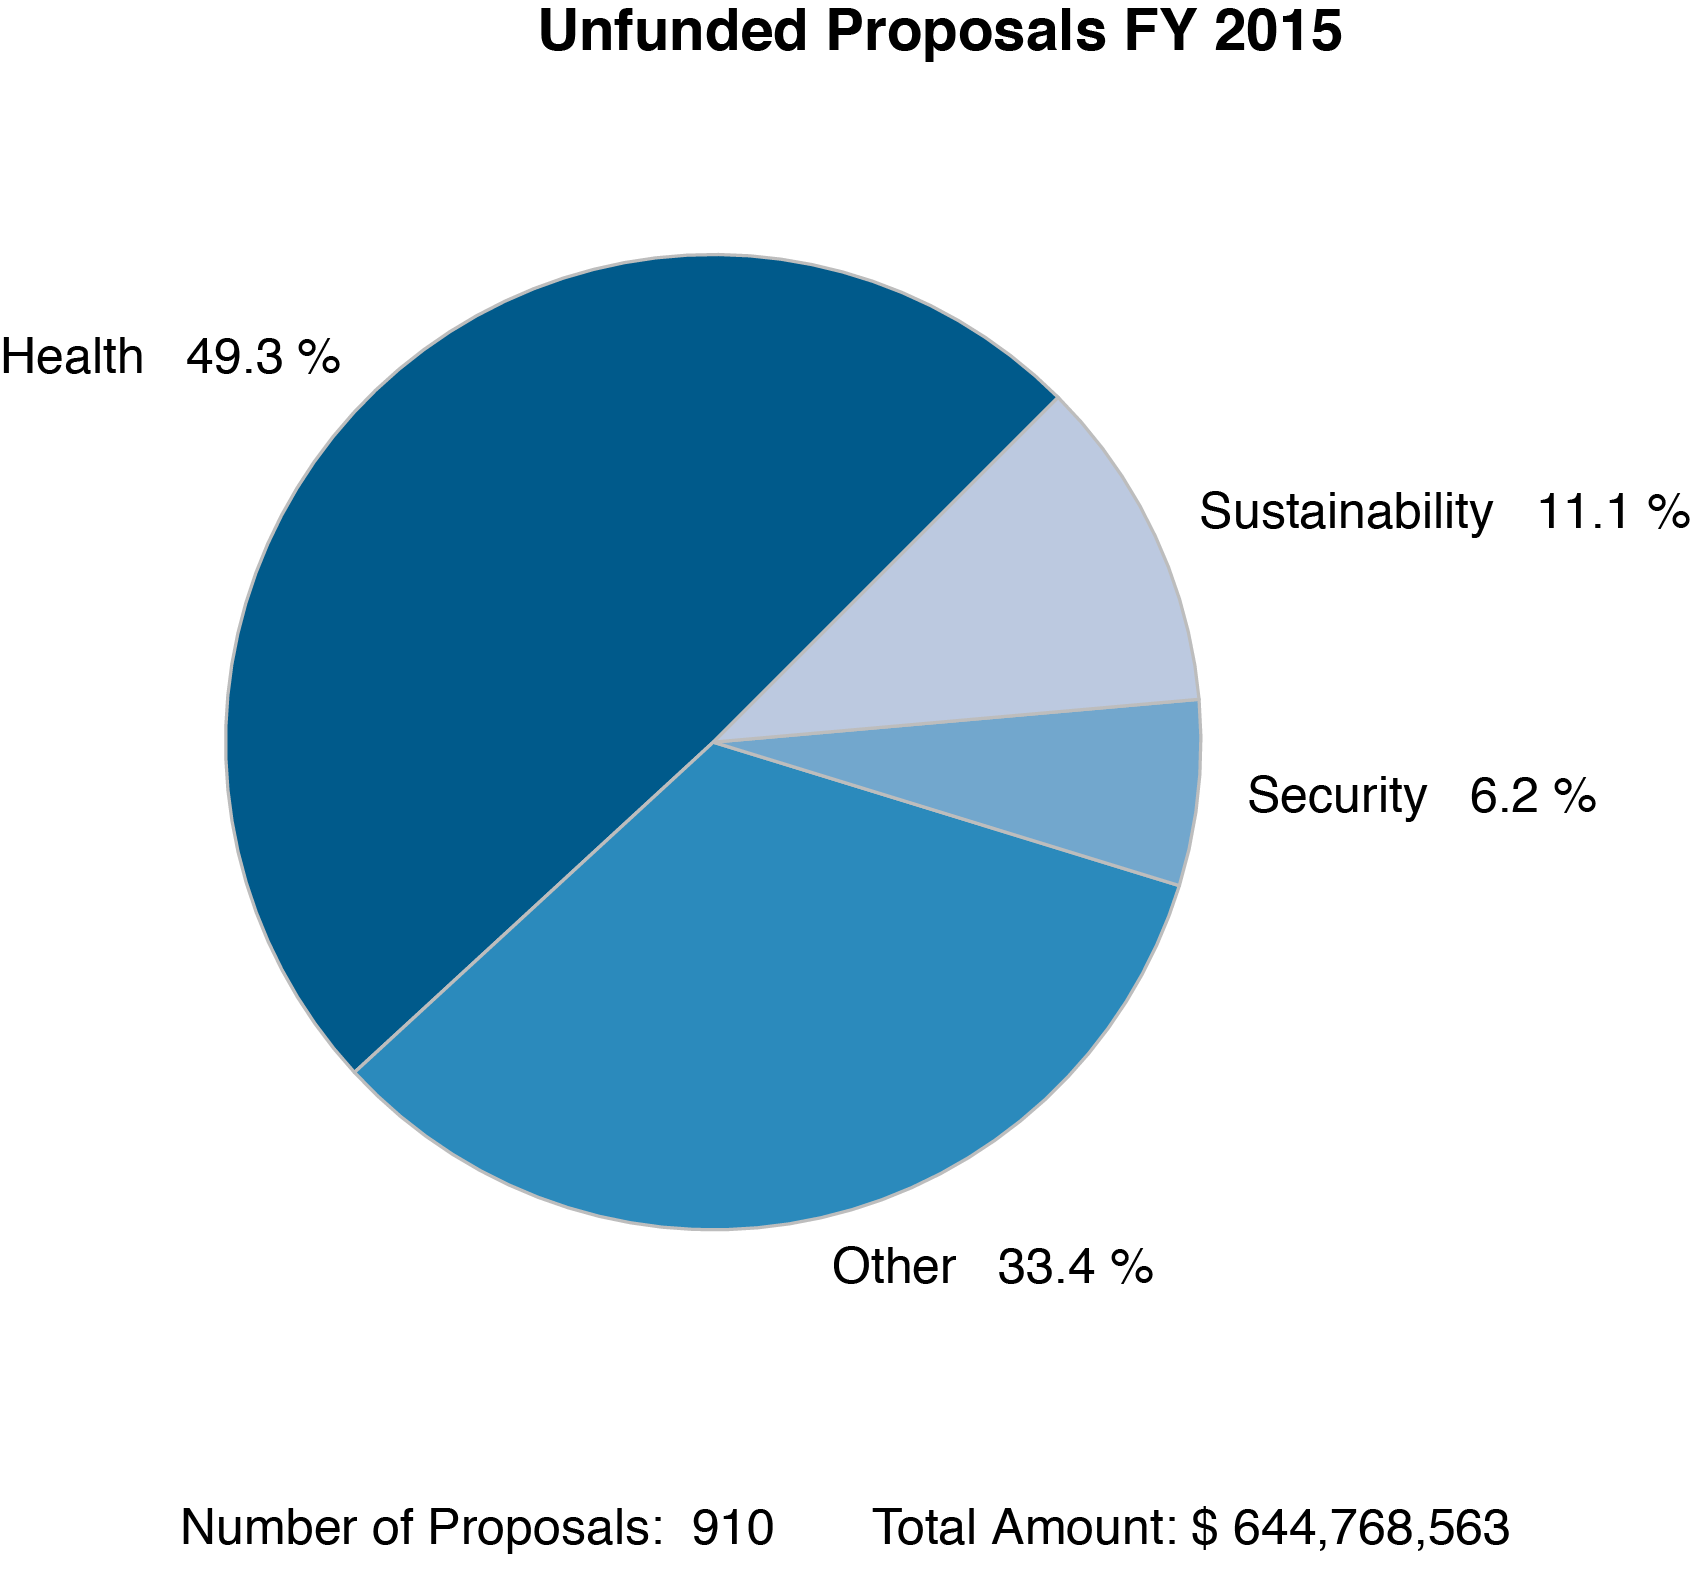 Unfunded Proposals FY 2015
Health 49.3 %
Sustainability 11.1 %
Security 6.2 %
Other 33.4 %
Number of Proposals: 910 Total Amount: $ 644,768,563